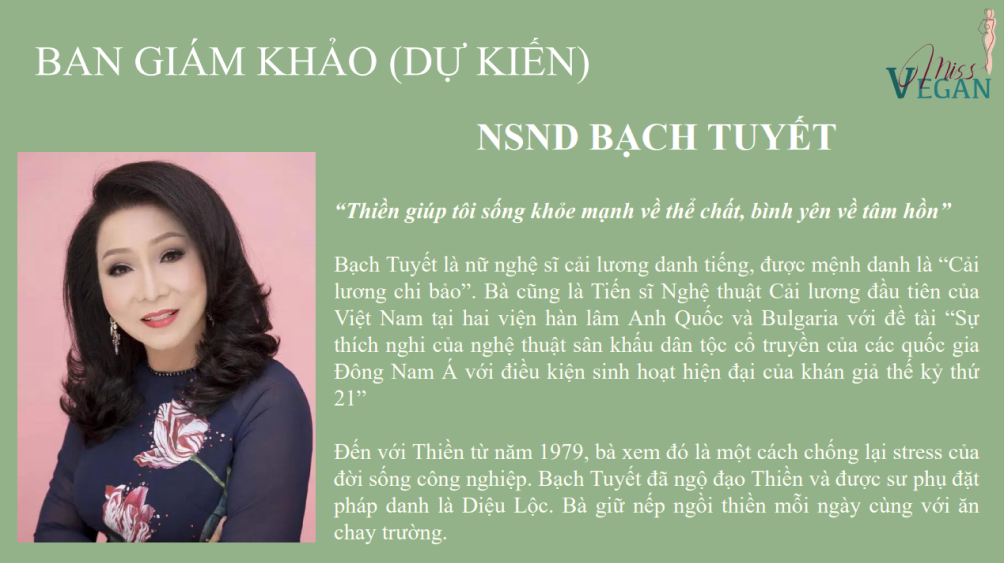 BAN GIÁM KHẢO (DỰ KIẾN)
Miss
VEGAN
NSND BẠCH TUYẾT
“Thiền giúp tôi sống khỏe mạnh về thể chất, bình yên về tâm hồn”
Bạch Tuyết là nữ nghệ sĩ cải lương danh tiếng, được mệnh danh là “Cải
lương chi bảo”. Bà cũng là Tiến sĩ Nghệ thuật Cải lương đầu tiên của
Việt Nam tại hai viện hàn lâm Anh Quốc và Bulgaria với đề tài “Sự
thích nghi của nghệ thuật sân khấu dân tộc cổ truyền của các quốc gia
Đông Nam Á với điều kiện sinh hoạt hiện đại của khán giả thế kỷ thứ
21”
Đến với Thiền từ năm 1979, bà xem đó là một cách chống lại stress của
đời sống công nghiệp. Bạch Tuyết đã ngộ đạo Thiền và được sư phụ đặt
pháp danh là Diệu Lộc. Bà giữ nếp ngồi thiền mỗi ngày cùng với ăn
chay trường.